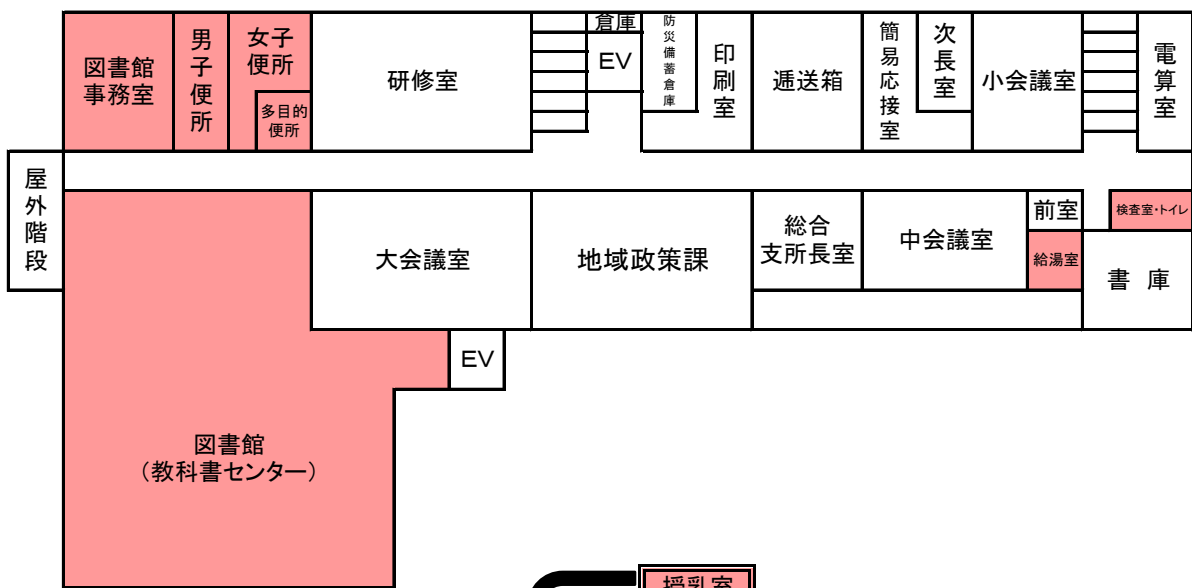 図書館
事務室
男子便所
女子
便所
多目的
便所
研修室
倉庫
EV
防災備蓄倉庫
印刷室
逓送箱
簡易応接室
次長室
小会議室
電算室
屋外階段
大会議室
地域政策課
総合
支所長室
中会議室
前室
給湯室
検査室・トイレ
書庫
EV
図書館
（教科書センター）
授乳室